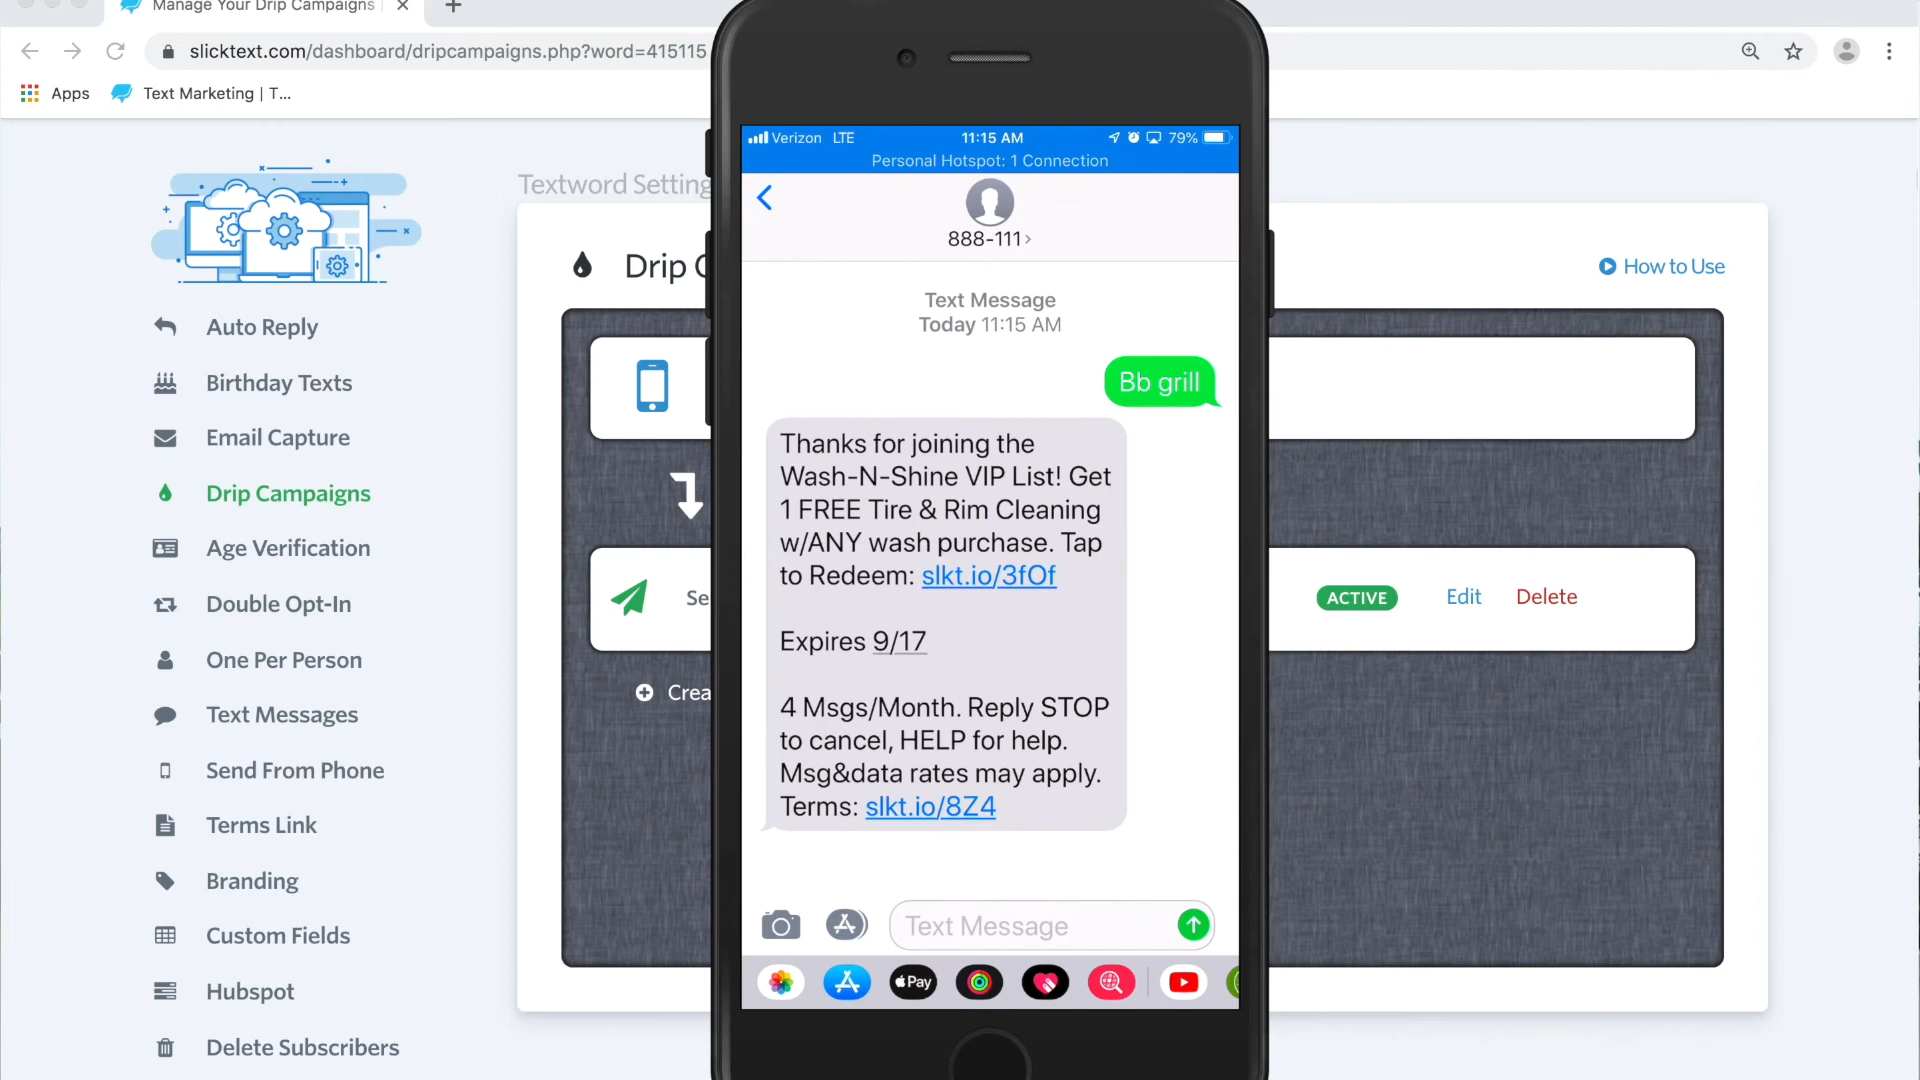 Manage Your Drip Campaigns
slicktext.com/dashboard/dripcampaigns.php?word=415115
Apps
Text Marketing | T...
Auto Reply
Birthday Texts
Email Capture
Drip Campaigns
Age Verification
Double Opt-In
One Per Person
Text Messages
Send From Phone
Terms Link
Branding
Custom Fields
Hubspot
Delete Subscribers
Textword Setting
Drip C
How to Use
Se
ACTIVE
Edit
Delete
Crea
Verizon LTE
11:15 AM
79%
Personal Hotspot: 1 Connection
888-111
Text Message
Today 11:15 AM
Bb grill
Thanks for joining the
Wash-N-Shine VIP List! Get
1 FREE Tire & Rim Cleaning
w/ANY wash purchase. Tap
to Redeem: slkt.io/3fOf
Expires 9/17
4 Msgs/Month. Reply STOP
to cancel, HELP for help.
Msg&data rates may apply.
Terms: slkt.io/8Z4
Text Message
Pay